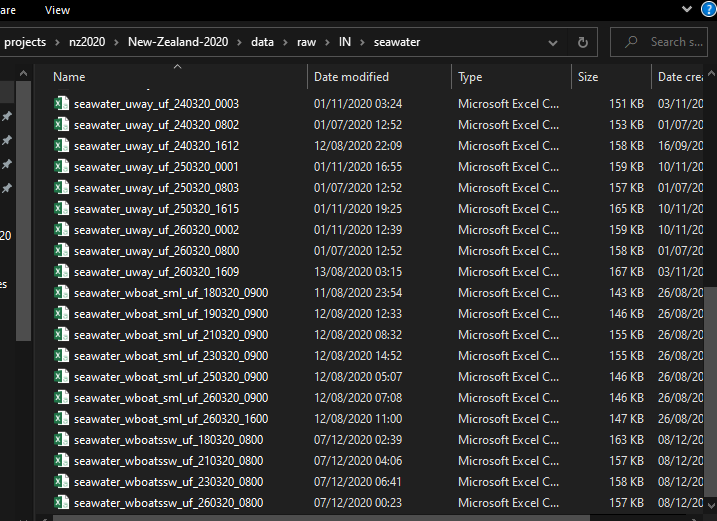 are View
?
projects > nz2020 > New-Zealand-2020 > data > raw > IN > seawater Search s...
Name Date modified Type Size Date crea
seawater_uway_uf_240320_0003 01/11/2020 03:24 Microsoft Excel C... 151 KB 03/11/20
seawater_uway_uf_240320_0802 01/07/2020 12:52 Microsoft Excel C... 153 KB 01/07/20
seawater_uway_uf_240320_1612 12/08/2020 22:09 Microsoft Excel C... 158 KB 16/09/20
seawater_uway_uf_250320_0001 01/11/2020 16:55 Microsoft Excel C... 159 KB 10/11/20
seawater_uway_uf_250320_0803 01/07/2020 12:52 Microsoft Excel C... 157 KB 01/07/20
seawater_uway_uf_250320_1615 01/11/2020 19:25 Microsoft Excel C... 165 KB 10/11/20
seawater_uway_uf_260320_0002 01/11/2020 12:39 Microsoft Excel C... 159 KB 10/11/20
20 seawater_uway_uf_260320_0800 01/07/2020 12:52 Microsoft Excel C... 158 KB 01/07/20
seawater_uway_uf_260320_1609 13/08/2020 03:15 Microsoft Excel C... 167 KB 03/11/20
es seawater_wboat_sml_uf_180320_0900 11/08/2020 23:54 Microsoft Excel C... 143 KB 26/08/20
seawater_wboat_sml_uf_190320_0900 12/08/2020 12:33 Microsoft Excel C... 146 KB 26/08/20
seawater_wboat_sml_uf_210320_0900 12/08/2020 08:32 Microsoft Excel C... 155 KB 26/08/20
seawater_wboat_sml_uf_230320_0900 12/08/2020 14:52 Microsoft Excel C... 155 KB 26/08/20
seawater_wboat_sml_uf_250320_0900 12/08/2020 05:07 Microsoft Excel C... 146 KB 26/08/20
seawater_wboat_sml_uf_260320_0900 12/08/2020 07:08 Microsoft Excel C... 146 KB 26/08/20
seawater_wboat_sml_uf_260320_1600 12/08/2020 11:00 Microsoft Excel C... 147 KB 26/08/20
seawater_wboatssw_uf_180320_0800 07/12/2020 02:39 Microsoft Excel C... 163 KB 08/12/20
seawater_wboatssw_uf_210320_0800 07/12/2020 04:06 Microsoft Excel C... 157 KB 08/12/20
seawater_wboatssw_uf_230320_0800 07/12/2020 06:41 Microsoft Excel C... 158 KB 08/12/20
seawater_wboatssw_uf_260320_0800 07/12/2020 00:23 Microsoft Excel C... 157 KB 08/12/20